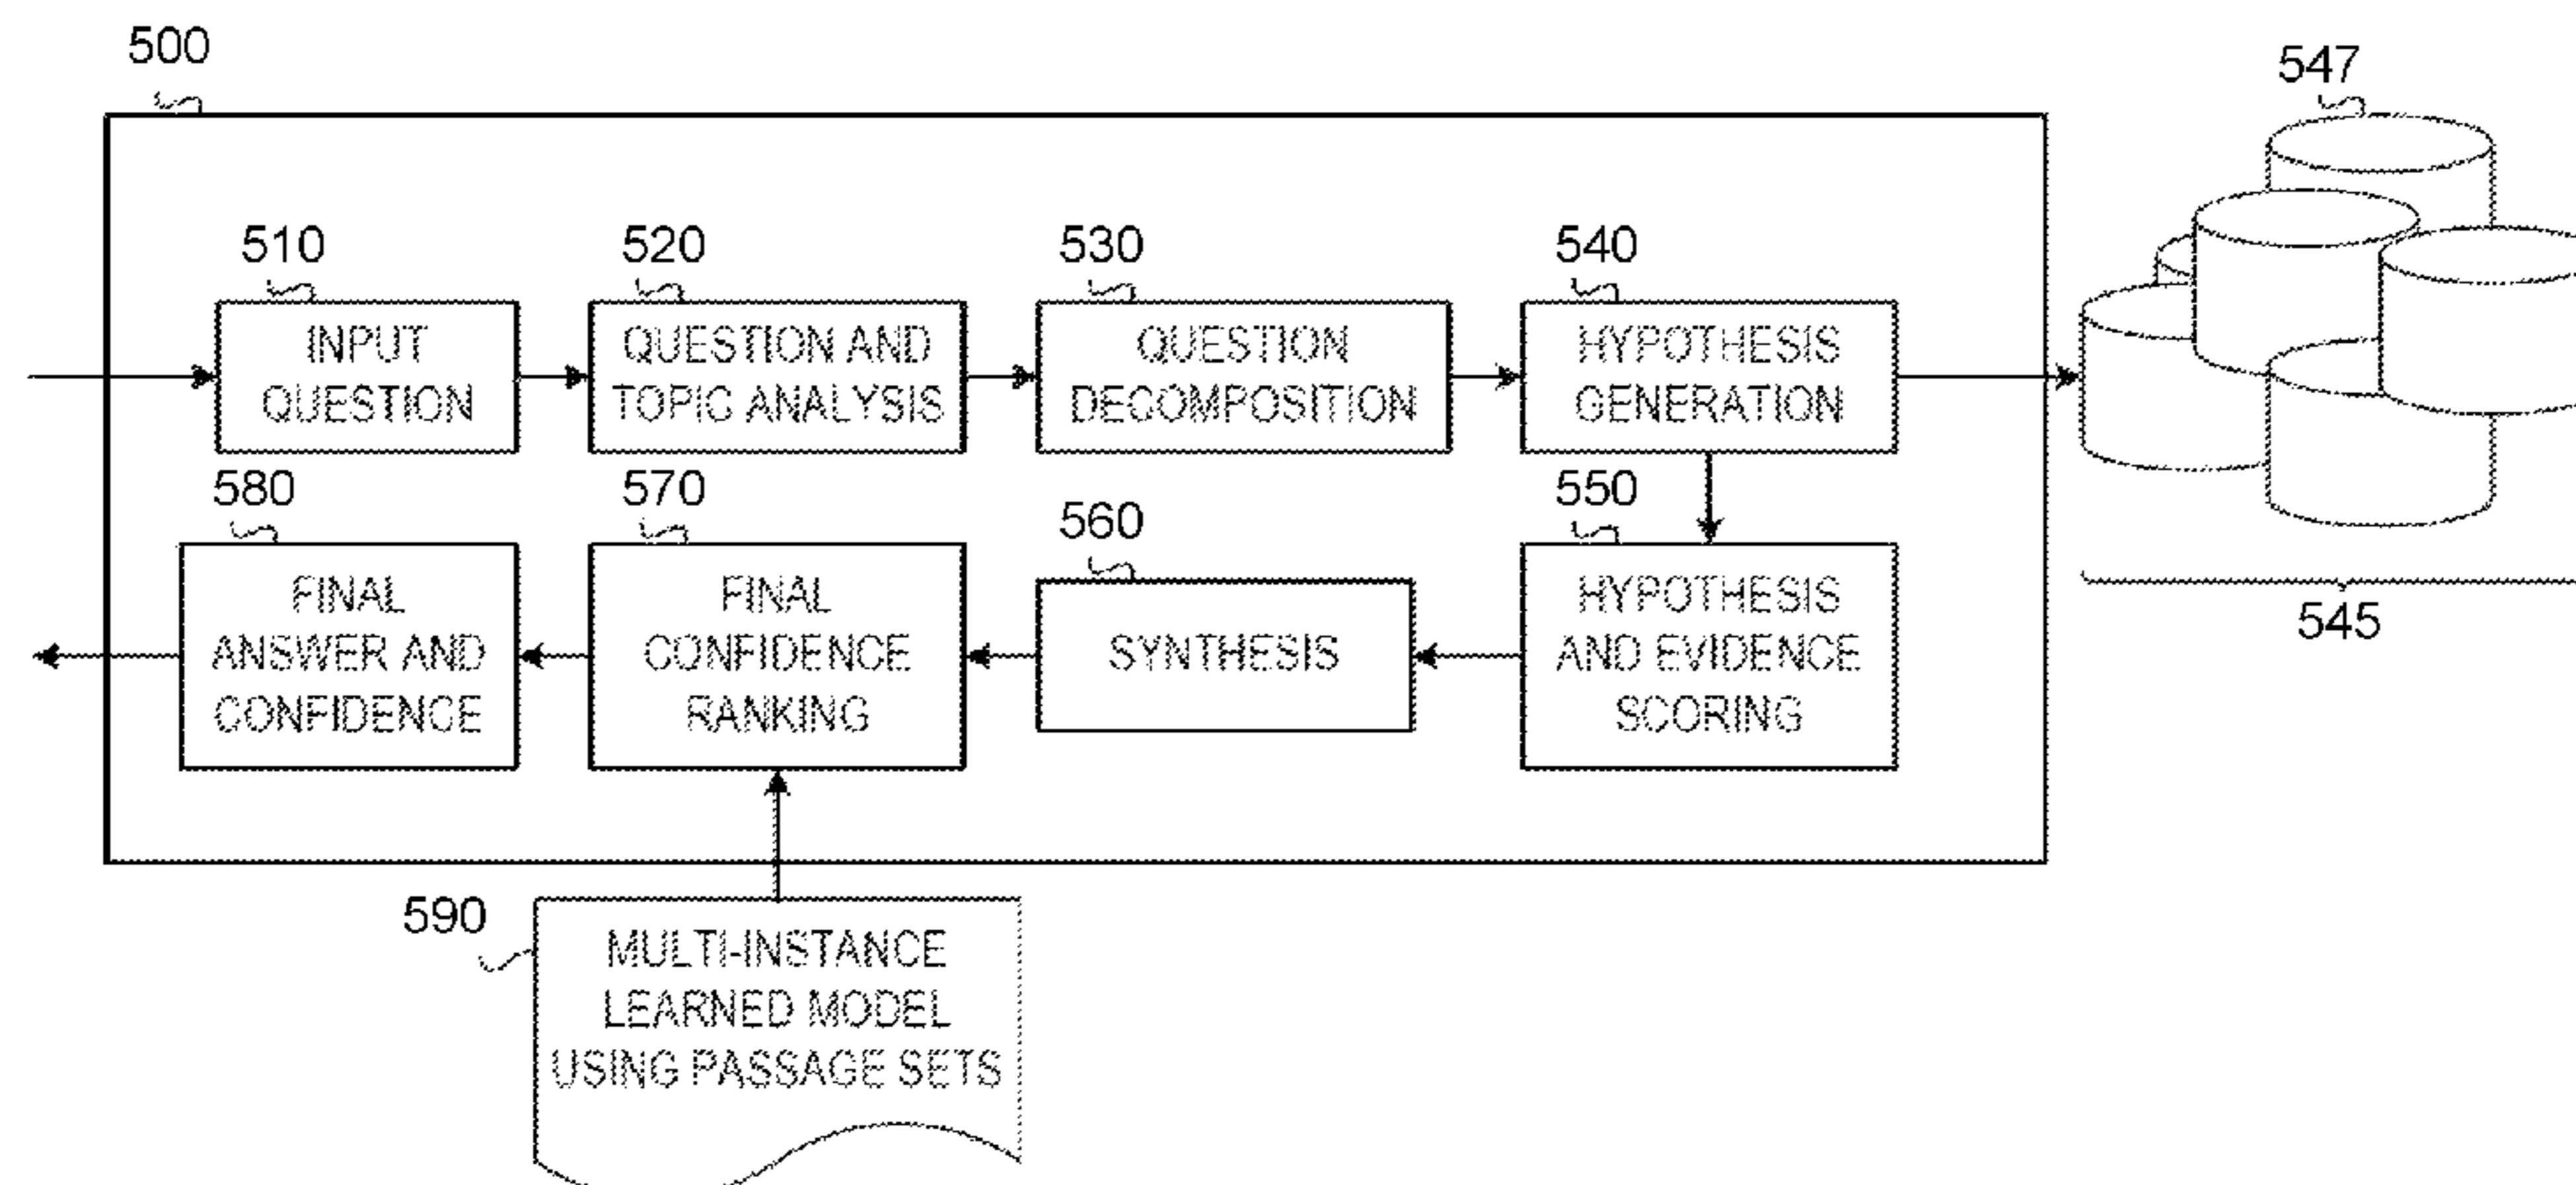 500
547
510
520
530
540
INPUT
QUESTION
QUESTION AND
TOPIC ANALYSIS
QUESTION
DECOMPOSITION
HYPOTHESIS
GENERATION
580
570
560
550
FINAL
ANSWER AND
CONFIDENCE
FINAL
CONFIDENCE
RANKING
SYNTHESIS
HYPOTHESIS
AND EVIDENCE
SCORING
545
590
MULTI-INSTANCE
LEARNED MODEL
USING PASSAGE SETS